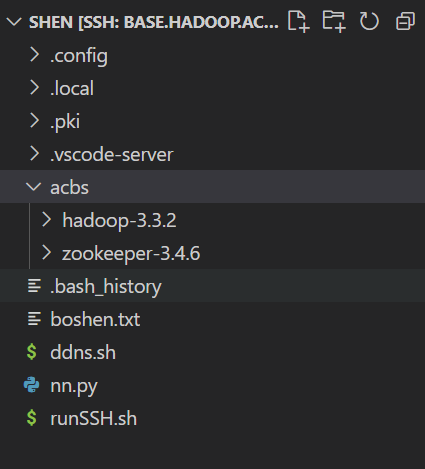 SHEN [SSH: BASE.HADOOP.AC...
.config
.local
.pki
.vscode-server
acbs
hadoop-3.3.2
zookeeper-3.4.6
.bash_history
boshen.txt
$ ddns.sh
nn.py
$ runSSH.sh